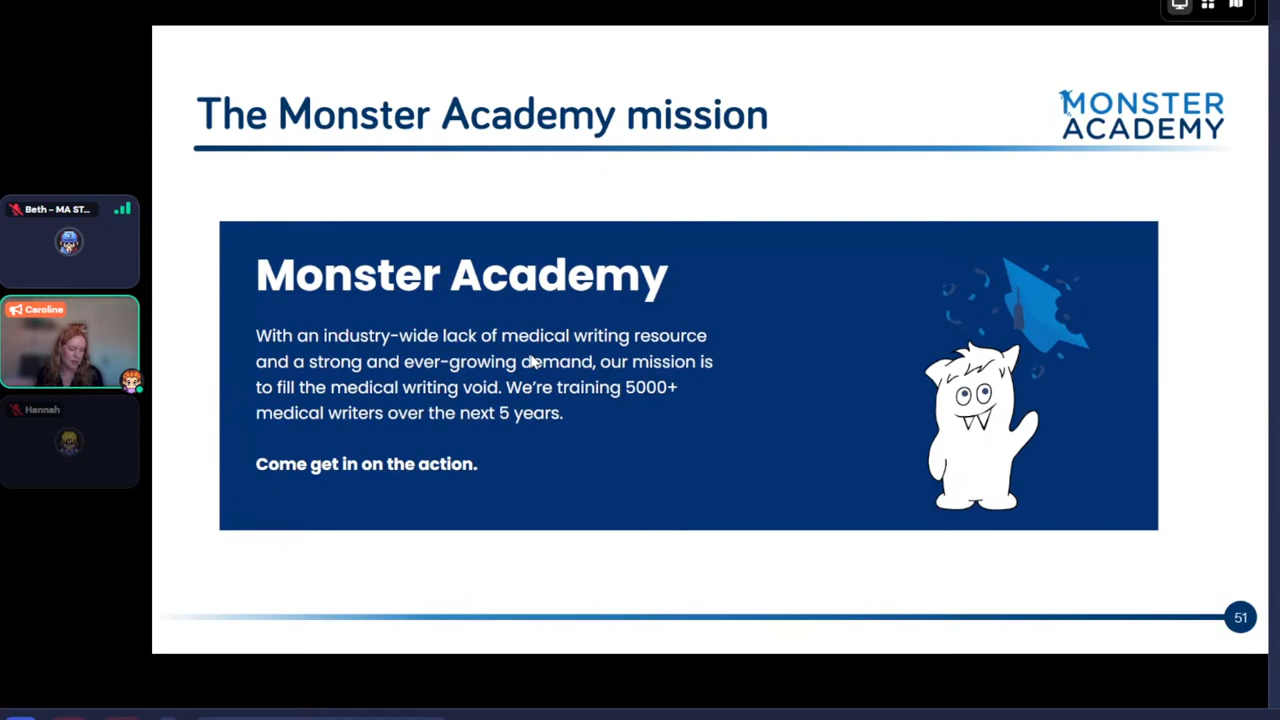 The Monster Academy mission
MONSTER
ACADEMY
Beth - MA ST...
Caroline
Hannah
Monster Academy
With an industry-wide lack of medical writing resource
and a strong and ever-growing demand, our mission is
to fill the medical writing void. We’re training 5000+
medical writers over the next 5 years.
Come get in on the action.
51